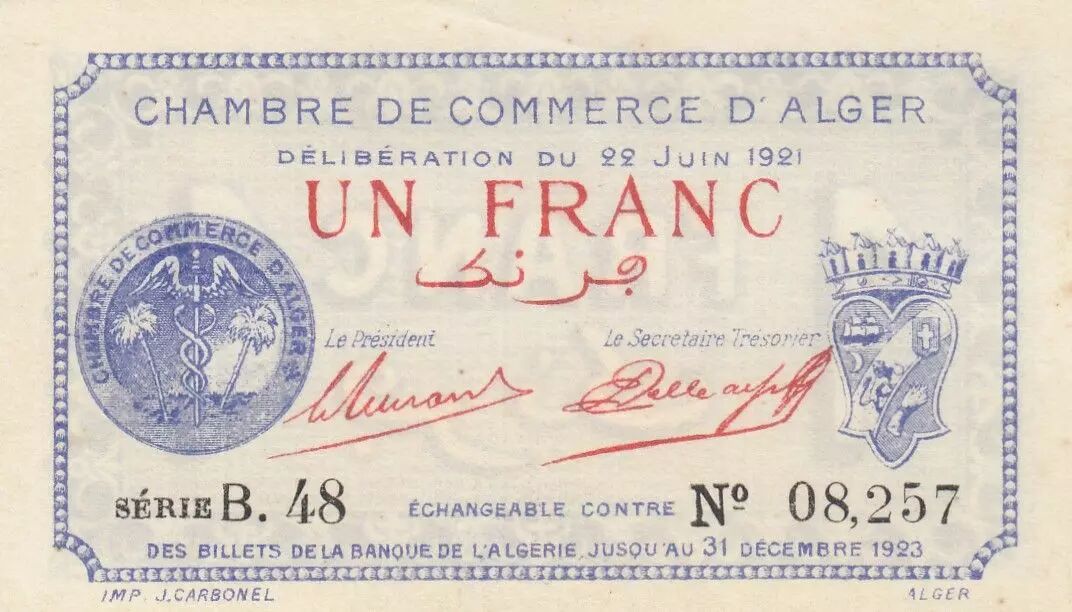 CHAMBRE DE COMMERCE D'ALGER
DÉLIBÉRATION DU 22 JUIN 1921
UN FRANC
فرنک
CHAMBRE DE COMMERCE D'ALGER
Le Président
Le Secretaire Trésorier
SÉRIE B. 48
ÉCHANGEABLE CONTRE
Nº 08,257
DES BILLETS DE LA BANQUE DE L'ALGERIE, JUSQU'AU 31 DÉCEMBRE 1923
IMP. J. CARBONEL
ALGER